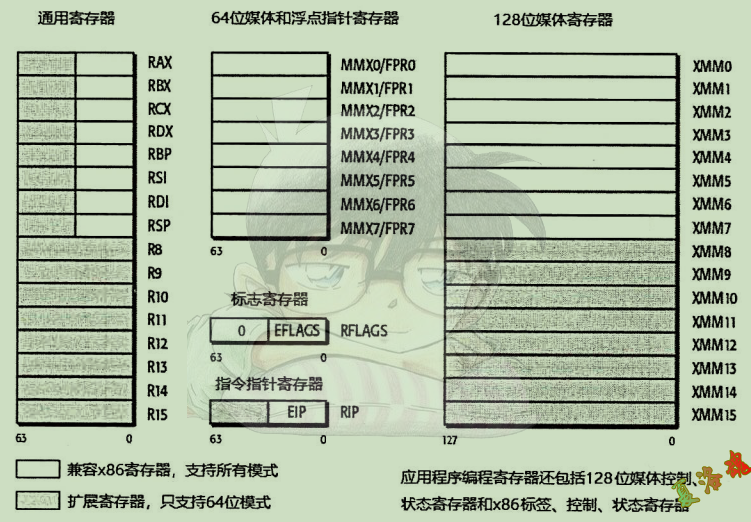 通用寄存器
64位媒体和浮点指针寄存器
128位媒体寄存器
RAX
RBX
RCX
RDX
RBP
RSI
RDI
RSP
R8
R9
R10
R11
R12
R13
R14
R15
63 0
MMX0/FPR0
MMX1/FPR1
MMX2/FPR2
MMX3/FPR3
MMX4/FPR4
MMX5/FPR5
MMX6/FPR6
MMX7/FPR7
63 0
标志寄存器
0 EFLAGS RFLAGS
63 0
指令指针寄存器
EIP RIP
63 0
XMM0
XMM1
XMM2
XMM3
XMM4
XMM5
XMM6
XMM7
XMM8
XMM9
XMM10
XMM11
XMM12
XMM13
XMM14
XMM15
127 0
兼容x86寄存器，支持所有模式
扩展寄存器，只支持64位模式
应用程序编程寄存器还包括128位媒体控制、
状态寄存器和x86标签、控制、状态寄存器